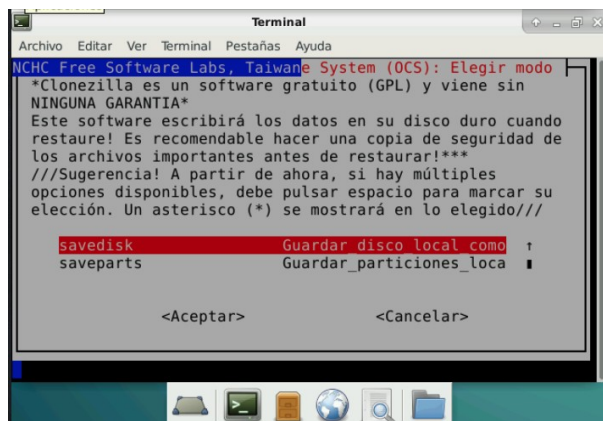 Terminal
Archivo Editar Ver Terminal Pestañas Ayuda
NCHC Free Software Labs, Taiwane System (OCS): Elegir modo
*Clonezilla es un software gratuito (GPL) y viene sin
NINGUNA GARANTIA*
Este software escribirá los datos en su disco duro cuando
restaure! Es recomendable hacer una copia de seguridad de
los archivos importantes antes de restaurar!***
///Sugerencia! A partir de ahora, si hay múltiples
opciones disponibles, debe pulsar espacio para marcar su
elección. Un asterisco (*) se mostrará en lo elegido///
savedisk Guardar_disco_local_como ↑
saveparts Guardar_particiones_loca
<Aceptar> <Cancelar>